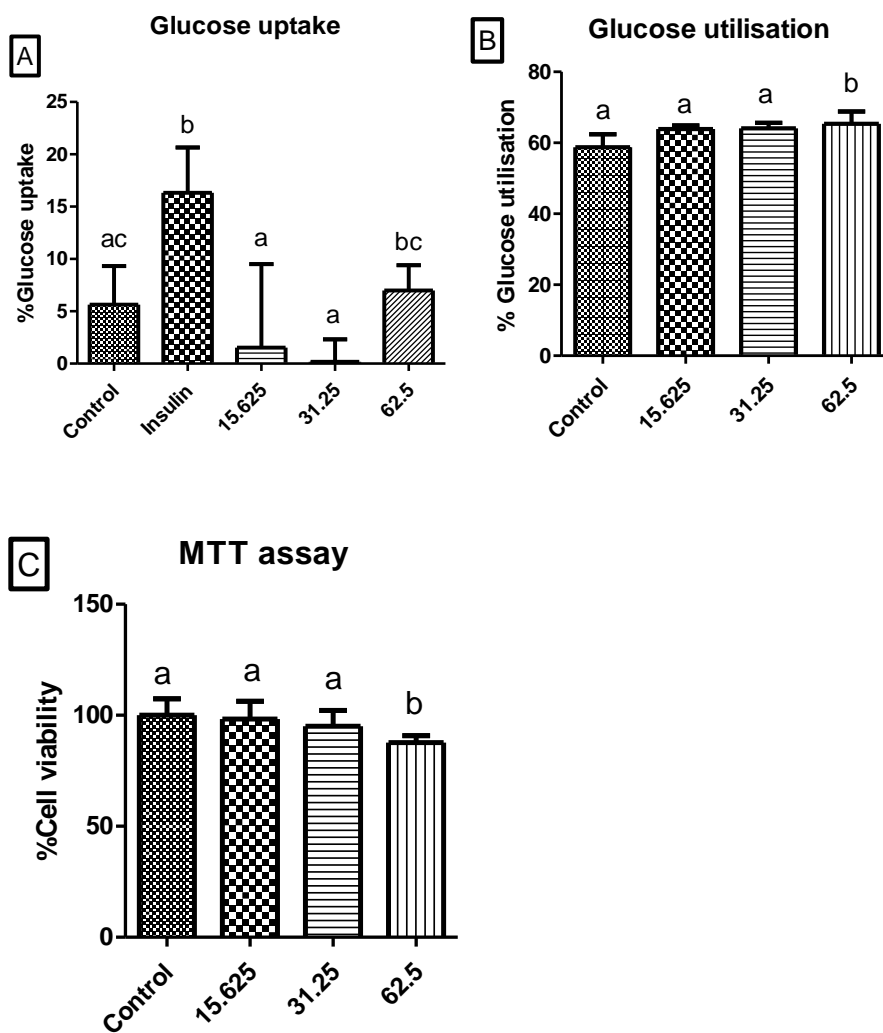 A
Glucose uptake
%Glucose uptake
25
20
15
10
5
0
ac
b
a
a
bc
Control
Insulin
15.625
31.25
62.5
B
Glucose utilisation
% Glucose utilisation
80
60
40
20
0
a
a
a
b
Control
15.625
31.25
62.5
C
MTT assay
%Cell viability
150
100
50
0
a
a
a
b
Control
15.625
31.25
62.5